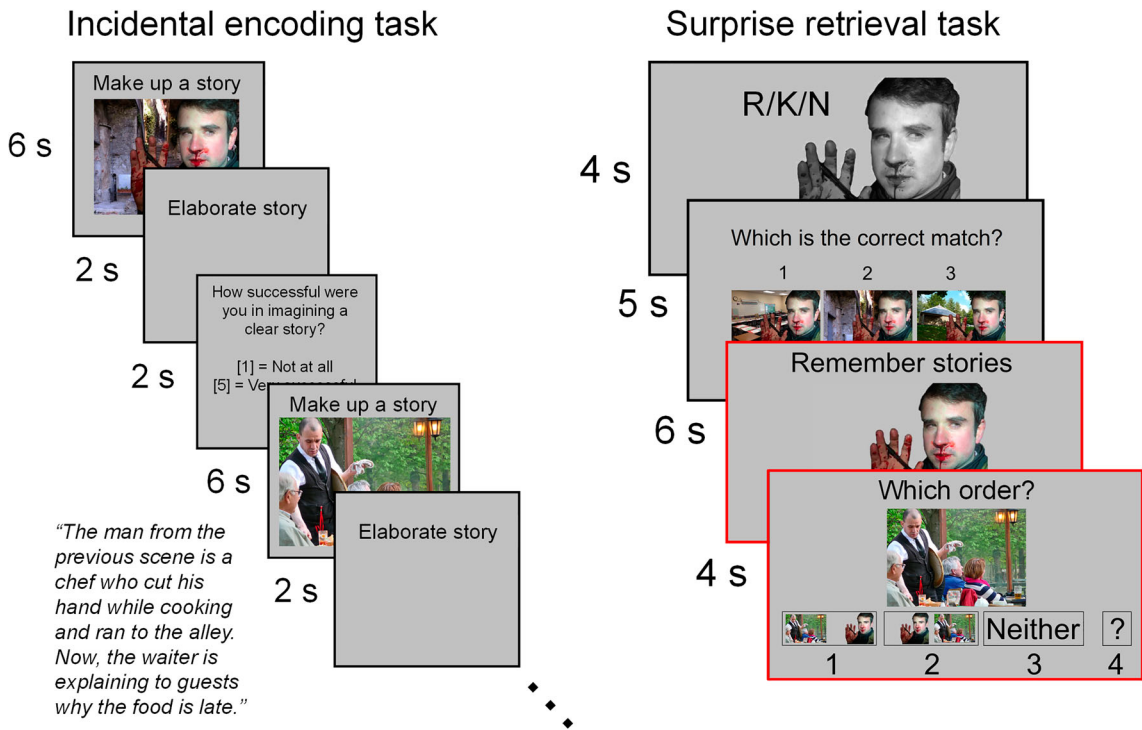 Incidental encoding task
Make up a story
6 s
Elaborate story
2 s
How successful were
you in imagining a
clear story?
[1] = Not at all
[5] = Very successful
2 s
Make up a story
6 s
Elaborate story
2 s
“The man from the
previous scene is a
chef who cut his
hand while cooking
and ran to the alley.
Now, the waiter is
explaining to guests
why the food is late.”
Surprise retrieval task
R/K/N
4 s
Which is the correct match?
1 2 3
5 s
Remember stories
6 s
Which order?
4 s
Neither ?
1 2 3 4